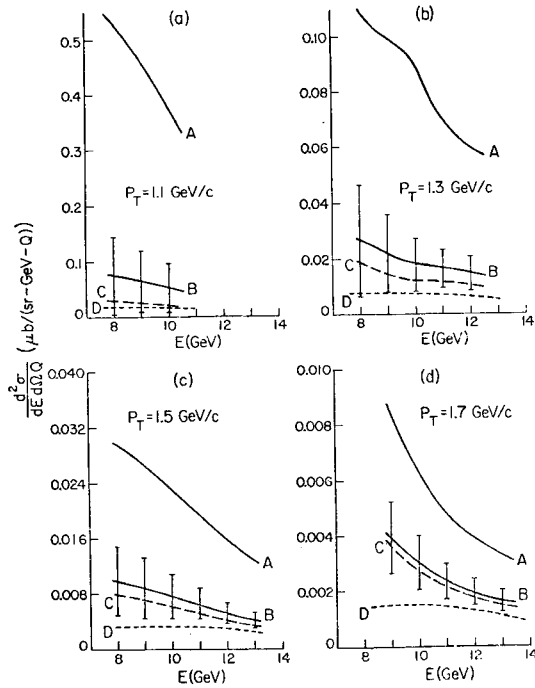 (a)
0.5
0.4
0.3
0.2
0.1
0.0
A
P_T = 1.1 GeV/c
B
C
D
8 10 12 14
E(GeV)
(b)
0.10
0.08
0.06
0.04
0.02
0
A
P_T = 1.3 GeV/c
B
C
D
8 10 12 14
E(GeV)
d²σ/dEdΩQ (μb/(sr-GeV-Q))
(c)
0.040
0.032
0.024
0.016
0.008
0
P_T = 1.5 GeV/c
A
B
C
D
8 10 12 14
E(GeV)
(d)
0.010
0.008
0.006
0.004
0.002
0
P_T = 1.7 GeV/c
A
B
C
D
8 10 12 14
E(GeV)